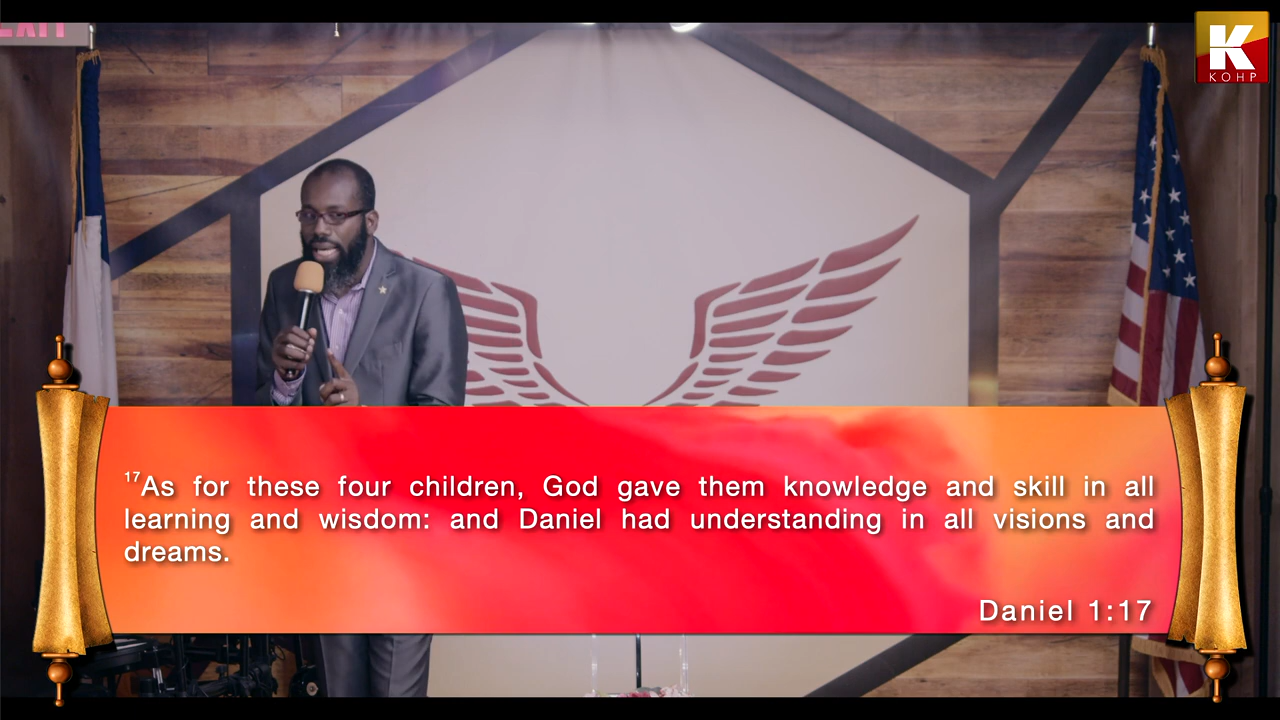 EXIT
K
KOHP
17As for these four children, God gave them knowledge and skill in all
learning and wisdom: and Daniel had understanding in all visions and
dreams.
Daniel 1:17